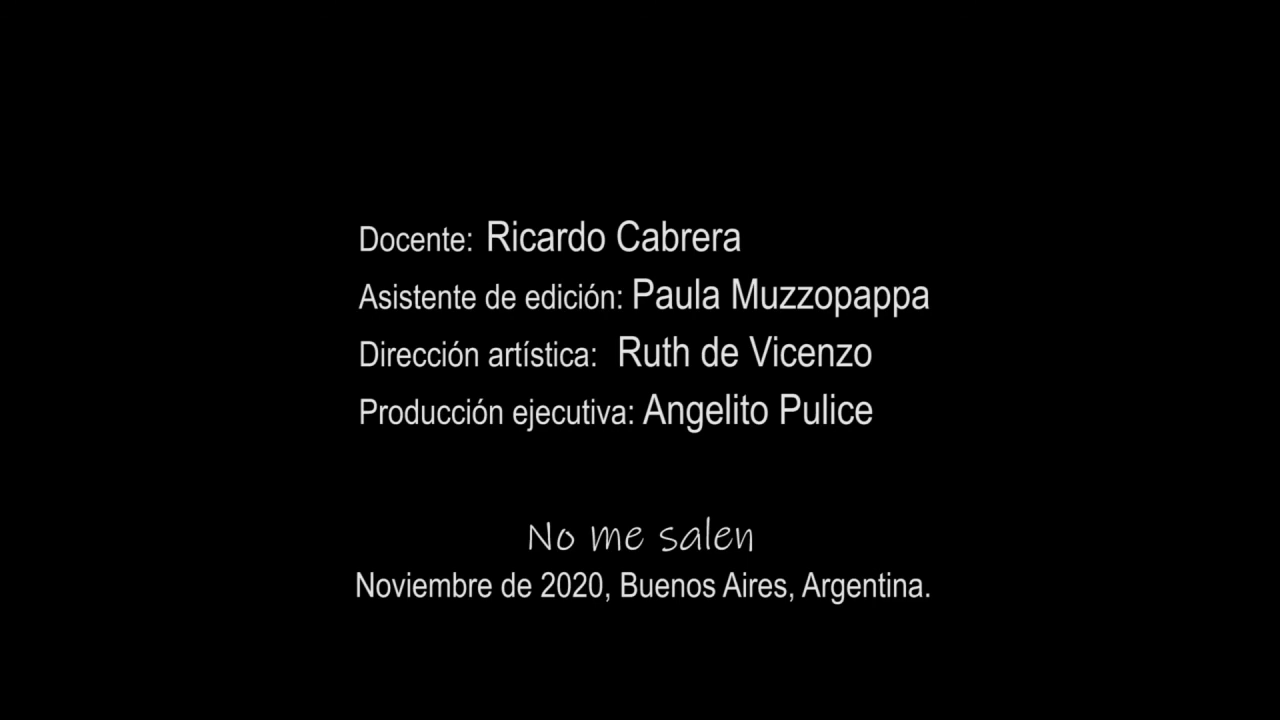 Docente: Ricardo Cabrera
Asistente de edición: Paula Muzzopappa
Dirección artística: Ruth de Vicenzo
Producción ejecutiva: Angelito Pulice
No me salen
Noviembre de 2020, Buenos Aires, Argentina.